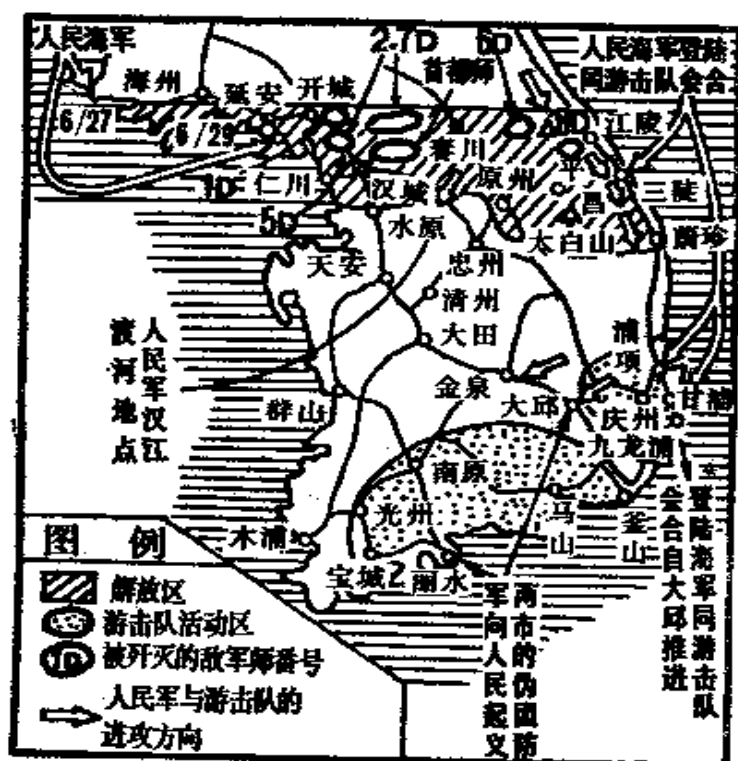 人民海军
2.7D
6D
人民海军登陆
同游击队会合
首都师
海州
延安
开城
6/27
6/29
8D
江陵
春川
平昌
1D
仁川
汉城
原州
三陟
5D
水原
太白山
蔚珍
天安
忠州
清州
大田
浦项
人民军汉江
渡河地点
金泉
大邱
甘浦
群山
庆州
九龙浦
南原
光州
马山
釜山
木浦
宝城
2
丽水
登陆海军同游击队
会合自大邱推进
两市的伪国防
军向人民起义
图 例
解放区
游击队活动区
1D
被歼灭的敌军师番号
人民军与游击队的
进攻方向